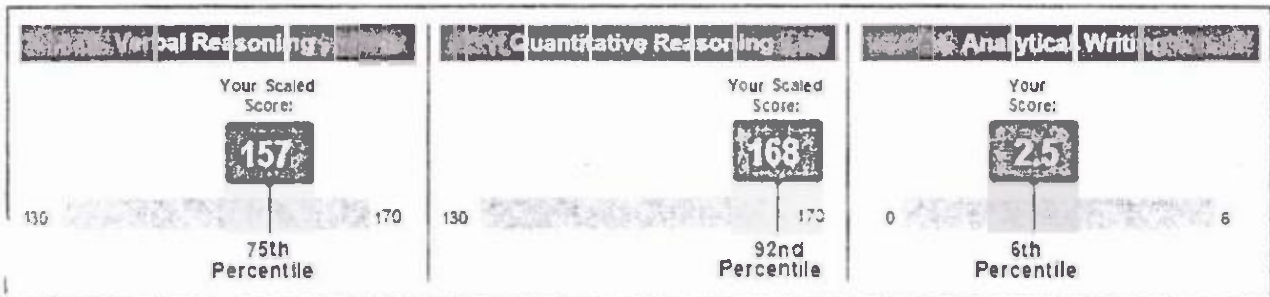 Verbal Reasoning
Your Scaled
Score:
157
130
170
75th
Percentile
Quantitative Reasoning
Your Scaled
Score:
168
130
170
92nd
Percentile
Analytical Writing
Your
Score:
2.5
0
6
6th
Percentile